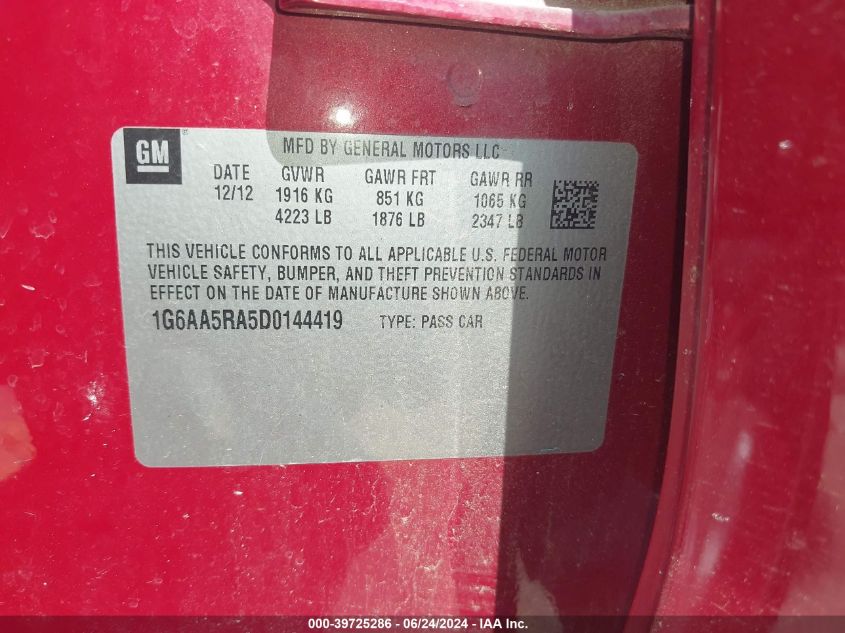 GM ®
MFD BY GENERAL MOTORS LLC
DATE GVWR GAWR FRT GAWR RR
12/12 1916 KG 851 KG 1065 KG
4223 LB 1876 LB 2347 LB
THIS VEHICLE CONFORMS TO ALL APPLICABLE U.S. FEDERAL MOTOR
VEHICLE SAFETY, BUMPER, AND THEFT PREVENTION STANDARDS IN
EFFECT ON THE DATE OF MANUFACTURE SHOWN ABOVE.
1G6AA5RA5D0144419 TYPE: PASS CAR
000-39725286 - 06/24/2024 - IAA Inc.